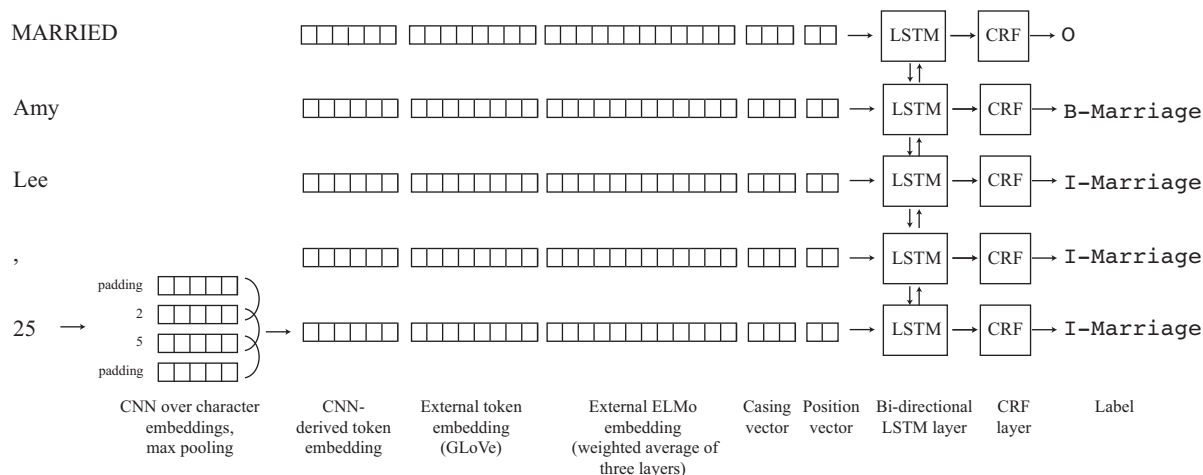 MARRIED LSTM CRF O
Amy LSTM CRF B-Marriage
Lee LSTM CRF I-Marriage
, LSTM CRF I-Marriage
padding
2
25 LSTM CRF I-Marriage
5
padding
CNN over character
embeddings,
max pooling
CNN-
derived token
embedding
External token
embedding
(GLoVe)
External ELMo
embedding
(weighted average of
three layers)
Casing
vector
Position
vector
Bi-directional
LSTM layer
CRF
layer
Label